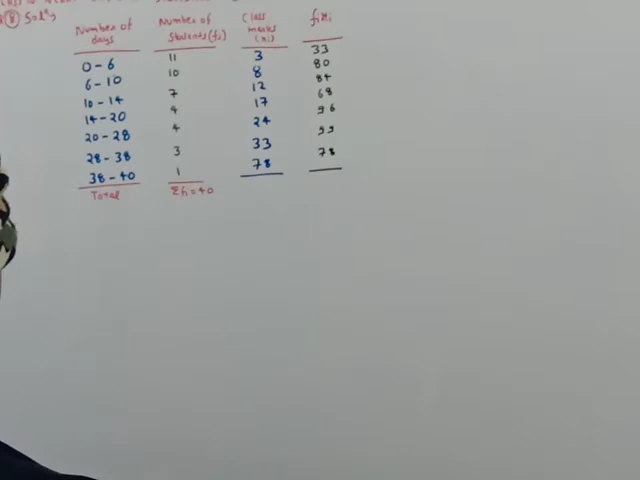 ⑧ Solⁿ
Number of days Number of Students (fi) Class marks (xi) fixi
0-6 11 3 33
6-10 10 8 80
10-14 7 12 84
14-20 4 17 68
20-28 4 24 96
28-38 3 33 99
38-40 1 78 78
Total Σfi=40